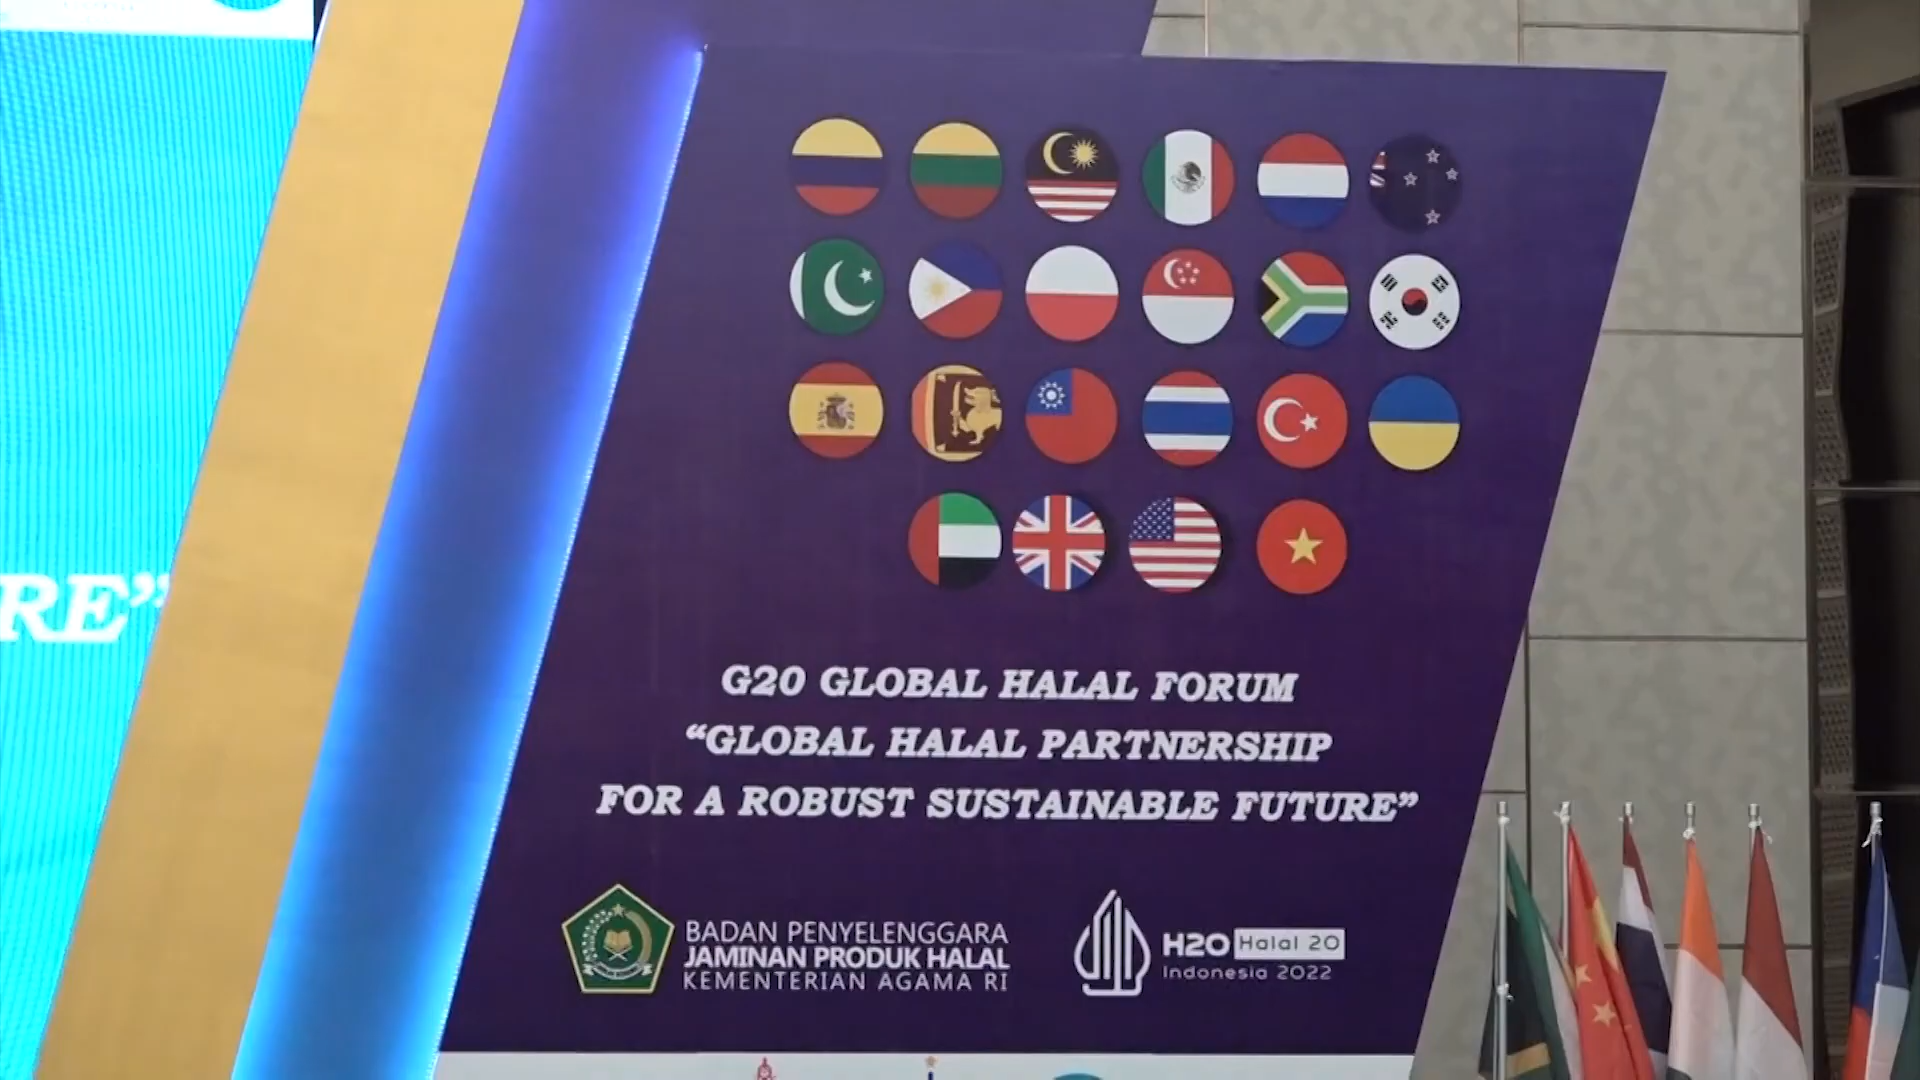 RE”
G20 GLOBAL HALAL FORUM
“GLOBAL HALAL PARTNERSHIP
FOR A ROBUST SUSTAINABLE FUTURE”
BADAN PENYELENGGARA
JAMINAN PRODUK HALAL
KEMENTERIAN AGAMA RI
H20 Halal 20
Indonesia 2022